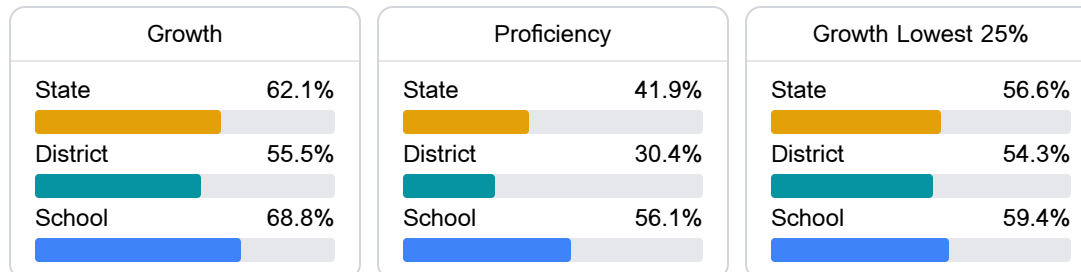 Growth
State 62.1%
District 55.5%
School 68.8%
Proficiency
State 41.9%
District 30.4%
School 56.1%
Growth Lowest 25%
State 56.6%
District 54.3%
School 59.4%